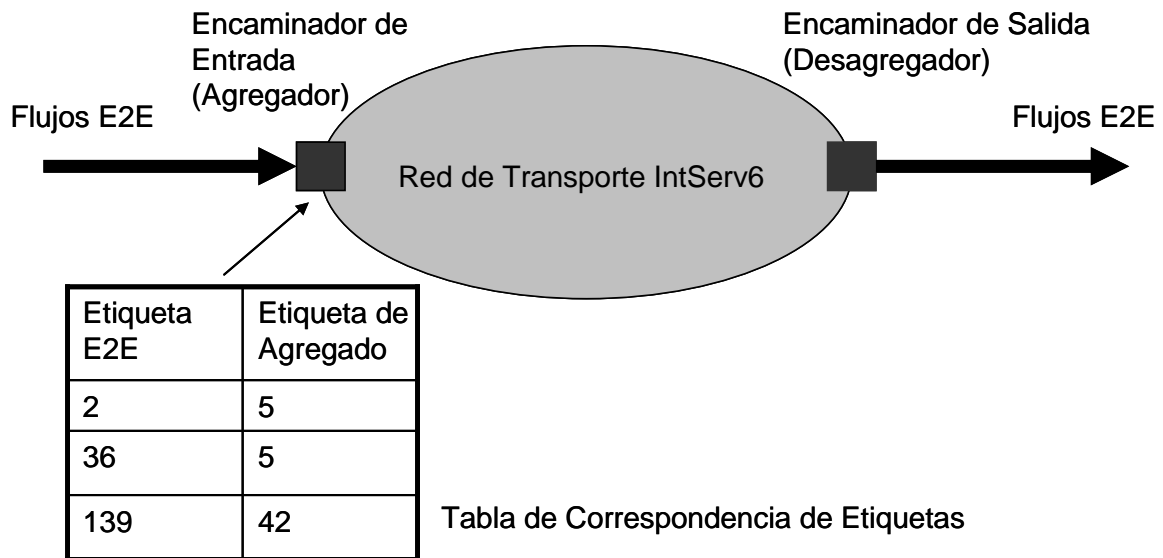 Encaminador de
Entrada
(Agregador)
Encaminador de Salida
(Desagregador)
Flujos E2E
Flujos E2E
Red de Transporte IntServ6
Etiqueta
E2E
Etiqueta de
Agregado
2
5
36
5
139
42
Tabla de Correspondencia de Etiquetas